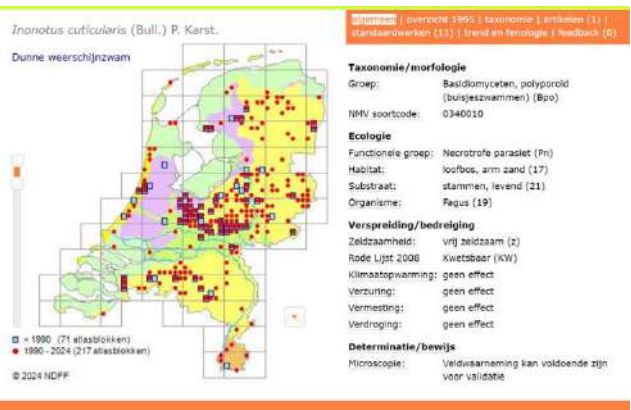 Inonotus cuticularis (Bull.) P. Karst.
Dunne weerschijnzwam
< 1990 (71 atlasblokken)
1990 - 2024 (217 atlasblokken)
© 2024 NDFF
algemeen | overzicht 1995 | taxonomie | artikelen (1) |
standaardwerken (11) | trend en fenologie | feedback (0)
Taxonomie/morfologie
Groep: Basidiomyceten, polyporoid
(buisjeszwammen) (Bpo)
NMV soortcode: 0340010
Ecologie
Functionele groep: Necrotrofe parasiet (Pn)
Habitat: loofbos, arm zand (17)
Substraat: stammen, levend (21)
Organisme: Fagus (19)
Verspreiding/bedreiging
Zeldzaamheid: vrij zeldzaam (z)
Rode Lijst 2008 Kwetsbaar (KW)
Klimaatopwarming: geen effect
Verzuring: geen effect
Vermesting: geen effect
Verdroging: geen effect
Determinatie/bewijs
Microscopie: Veldwaarneming kan voldoende zijn
voor validatie